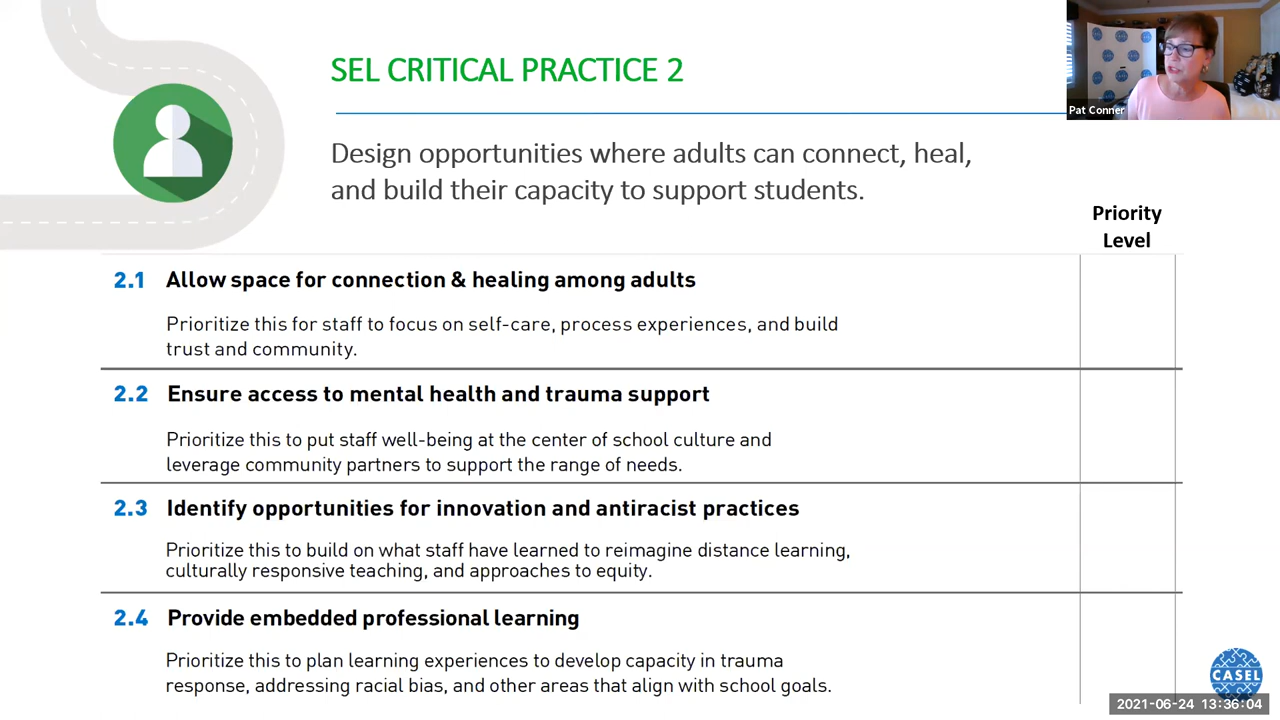 SEL CRITICAL PRACTICE 2
Pat Conner
Design opportunities where adults can connect, heal,
and build their capacity to support students.
Priority
Level
2.1 Allow space for connection & healing among adults
Prioritize this for staff to focus on self-care, process experiences, and build
trust and community.
2.2 Ensure access to mental health and trauma support
Prioritize this to put staff well-being at the center of school culture and
leverage community partners to support the range of needs.
2.3 Identify opportunities for innovation and antiracist practices
Prioritize this to build on what staff have learned to reimagine distance learning,
culturally responsive teaching, and approaches to equity.
2.4 Provide embedded professional learning
Prioritize this to plan learning experiences to develop capacity in trauma
response, addressing racial bias, and other areas that align with school goals.
CASEL
2021-06-24 13:36:04